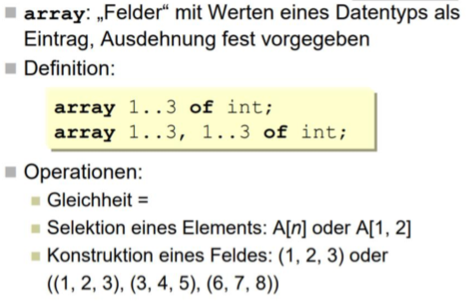 array: „Felder“ mit Werten eines Datentyps als
Eintrag, Ausdehnung fest vorgegeben
Definition:
array 1..3 of int;
array 1..3, 1..3 of int;
Operationen:
Gleichheit =
Selektion eines Elements: A[n] oder A[1, 2]
Konstruktion eines Feldes: (1, 2, 3) oder
((1, 2, 3), (3, 4, 5), (6, 7, 8))